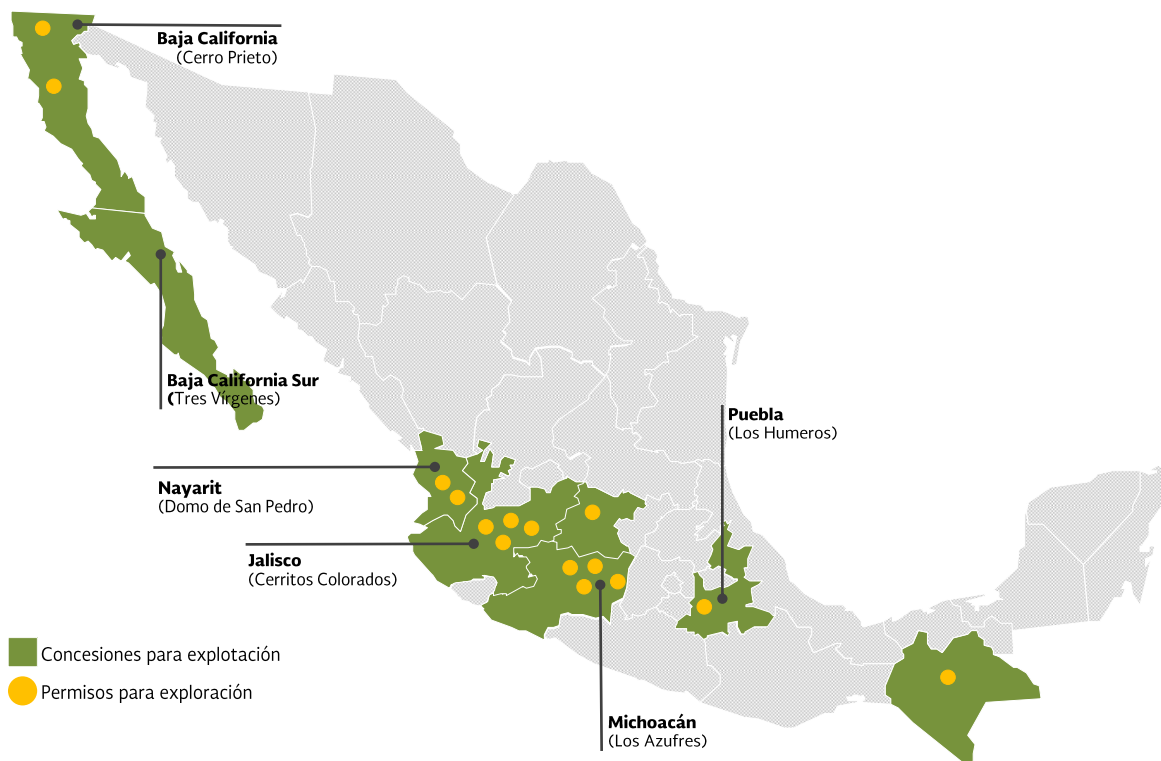 Baja California
(Cerro Prieto)
Baja California Sur
(Tres Vírgenes)
Puebla
(Los Humeros)
Nayarit
(Domo de San Pedro)
Jalisco
(Cerritos Colorados)
Concesiones para explotación
Permisos para exploración
Michoacán
(Los Azufres)